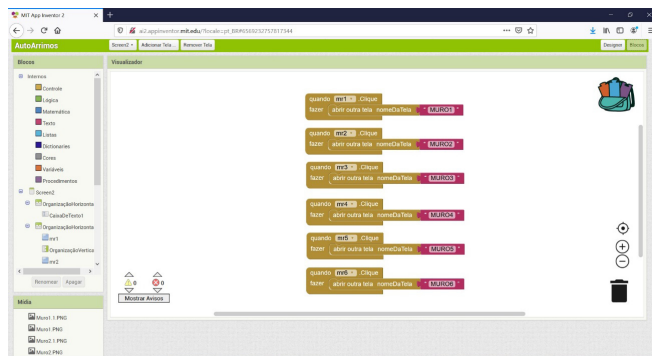 MIT App Inventor 2
ai2.appinventor.mit.edu/?locale=pt_BR#6569232757817344
AutoArrimos
Screen2
Adicionar Tela ...
Remover Tela
Designer
Blocos
Blocos
Visualizador
Internos
Controle
Lógica
Matemática
Texto
Listas
Dictionaries
Cores
Variáveis
Procedimentos
Screen2
OrganizaçãoHorizonta
CaixaDeTexto1
OrganizaçãoHorizonta
mr1
OrganizaçãoVertica
mr2
Renomear
Apagar
Mídia
Muro1.1.PNG
Muro1.PNG
Muro2.1.PNG
Muro2.PNG
quando mr1 .Clique
fazer abrir outra tela nomeDaTela " MURO1 "
quando mr2 .Clique
fazer abrir outra tela nomeDaTela " MURO2 "
quando mr3 .Clique
fazer abrir outra tela nomeDaTela " MURO3 "
quando mr4 .Clique
fazer abrir outra tela nomeDaTela " MURO4 "
quando mr5 .Clique
fazer abrir outra tela nomeDaTela " MURO5 "
quando mr6 .Clique
fazer abrir outra tela nomeDaTela " MURO6 "
0
0
Mostrar Avisos